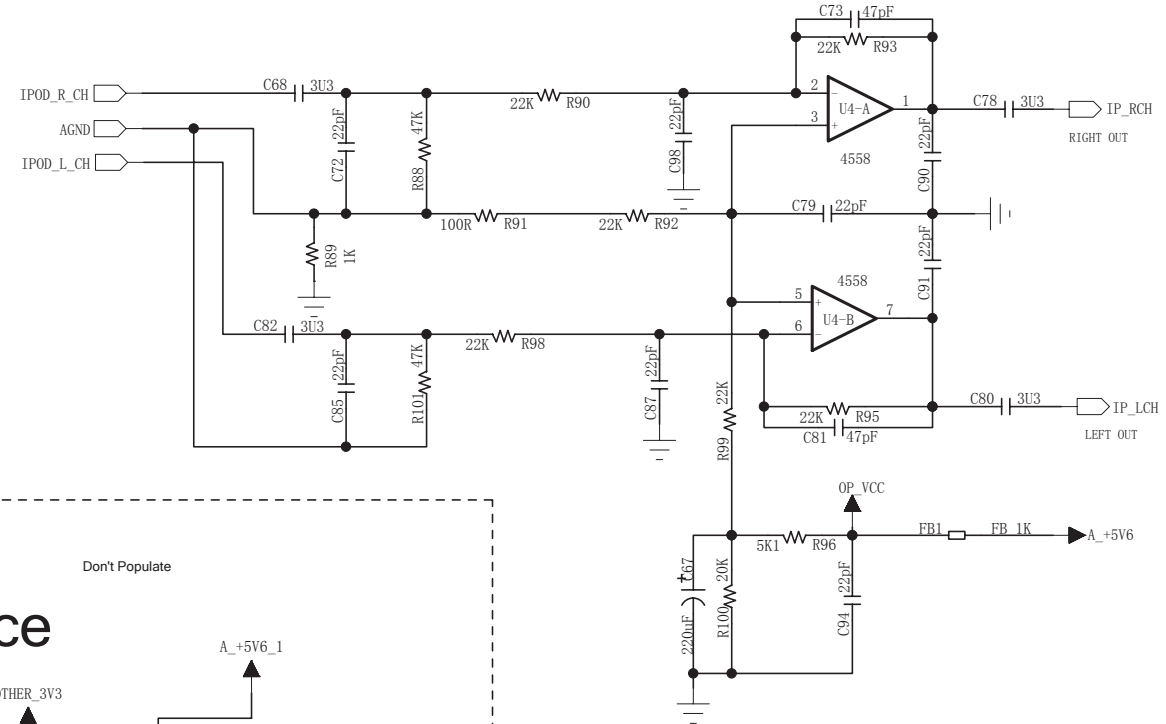 C73 47pF
22K R93
IPOD_R_CH
C68 3U3
22K R90
2
U4-A
1
3
4558
C78 3U3
IP_RCH
RIGHT OUT
AGND
IPOD_L_CH
22pF
C72
47K
R88
22pF
C98
22pF
C90
100R R91
22K R92
C79 22pF
R89
1K
22pF
C91
4558
5
U4-B
7
6
C82 3U3
22K R98
22pF
C85
47K
R101
22pF
C87
22K
R99
22K R95
C81 47pF
C80 3U3
IP_LCH
LEFT OUT
OP_VCC
5K1 R96
FB1 FB 1K
A_+5V6
+
C67
220uF
20K
R100
22pF
C94
Don't Populate
ce
A_+5V6_1
OTHER_3V3